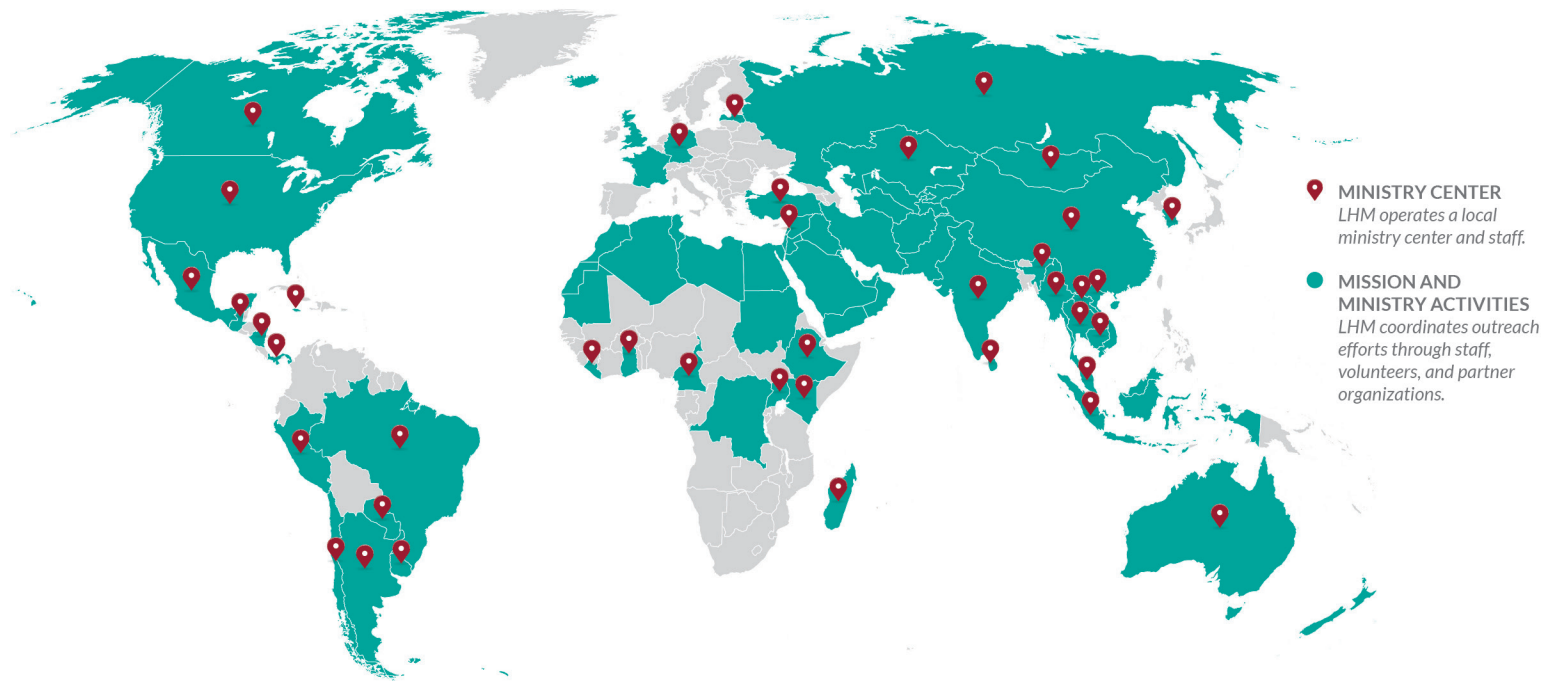 MINISTRY CENTER
LHM operates a local
ministry center and staff.
MISSION AND
MINISTRY ACTIVITIES
LHM coordinates outreach
efforts through staff,
volunteers, and partner
organizations.